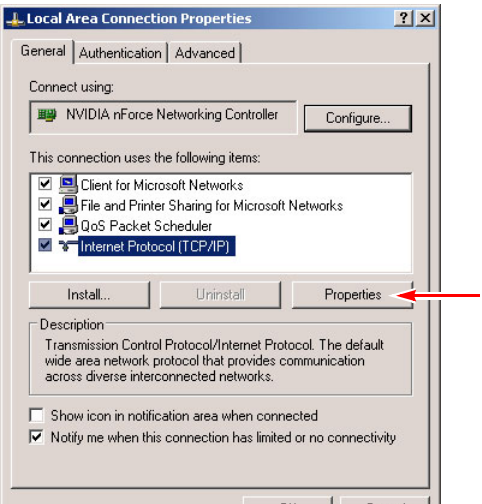 Local Area Connection Properties
General Authentication Advanced
Connect using:
NVIDIA nForce Networking Controller Configure...
This connection uses the following items:
Client for Microsoft Networks
File and Printer Sharing for Microsoft Networks
QoS Packet Scheduler
Internet Protocol (TCP/IP)
Install... Uninstall Properties
Description
Transmission Control Protocol/Internet Protocol. The default
wide area network protocol that provides communication
across diverse interconnected networks.
Show icon in notification area when connected
Notify me when this connection has limited or no connectivity